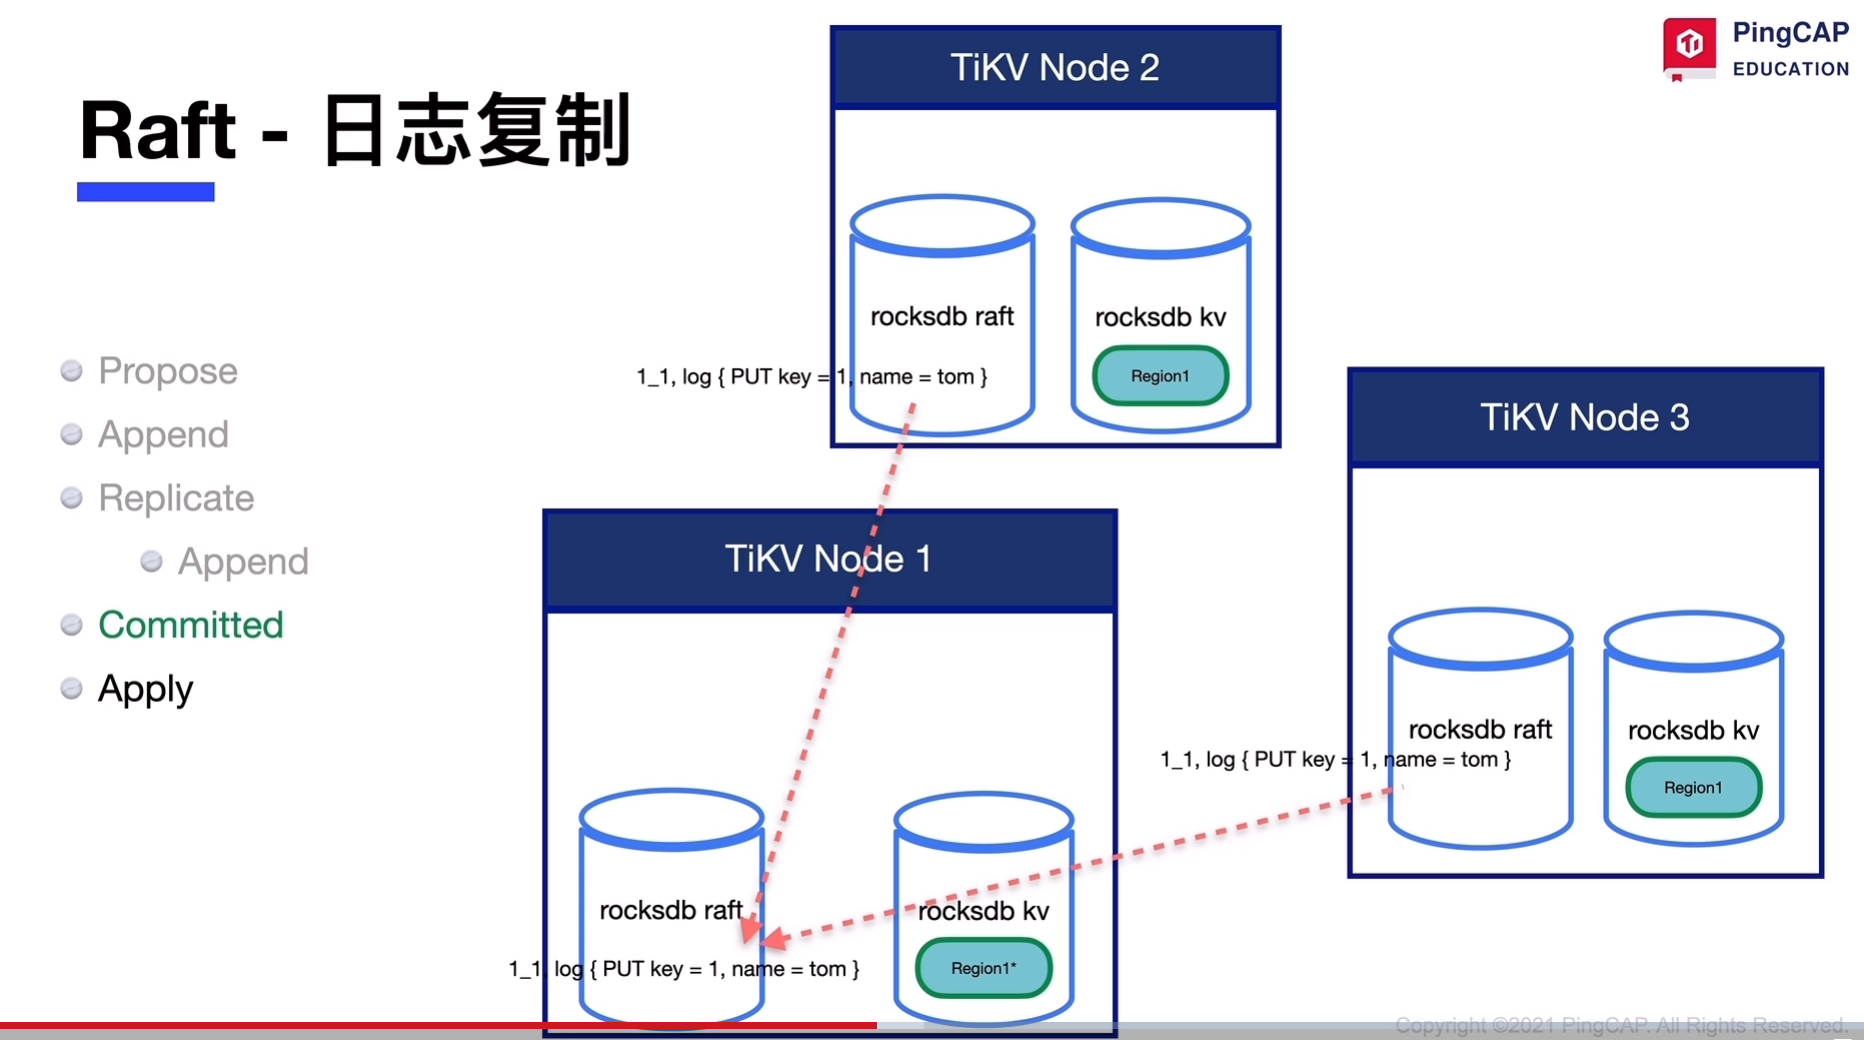 PingCAP
EDUCATION
Raft - 日志复制
Propose
Append
Replicate
Append
Committed
Apply
TiKV Node 2
rocksdb raft
rocksdb kv
1_1, log { PUT key = 1, name = tom }
Region1
TiKV Node 3
rocksdb raft
rocksdb kv
1_1, log { PUT key = 1, name = tom }
Region1
TiKV Node 1
rocksdb raft
rocksdb kv
1_1, log { PUT key = 1, name = tom }
Region1*
Copyright ©2021 PingCAP. All Rights Reserved.